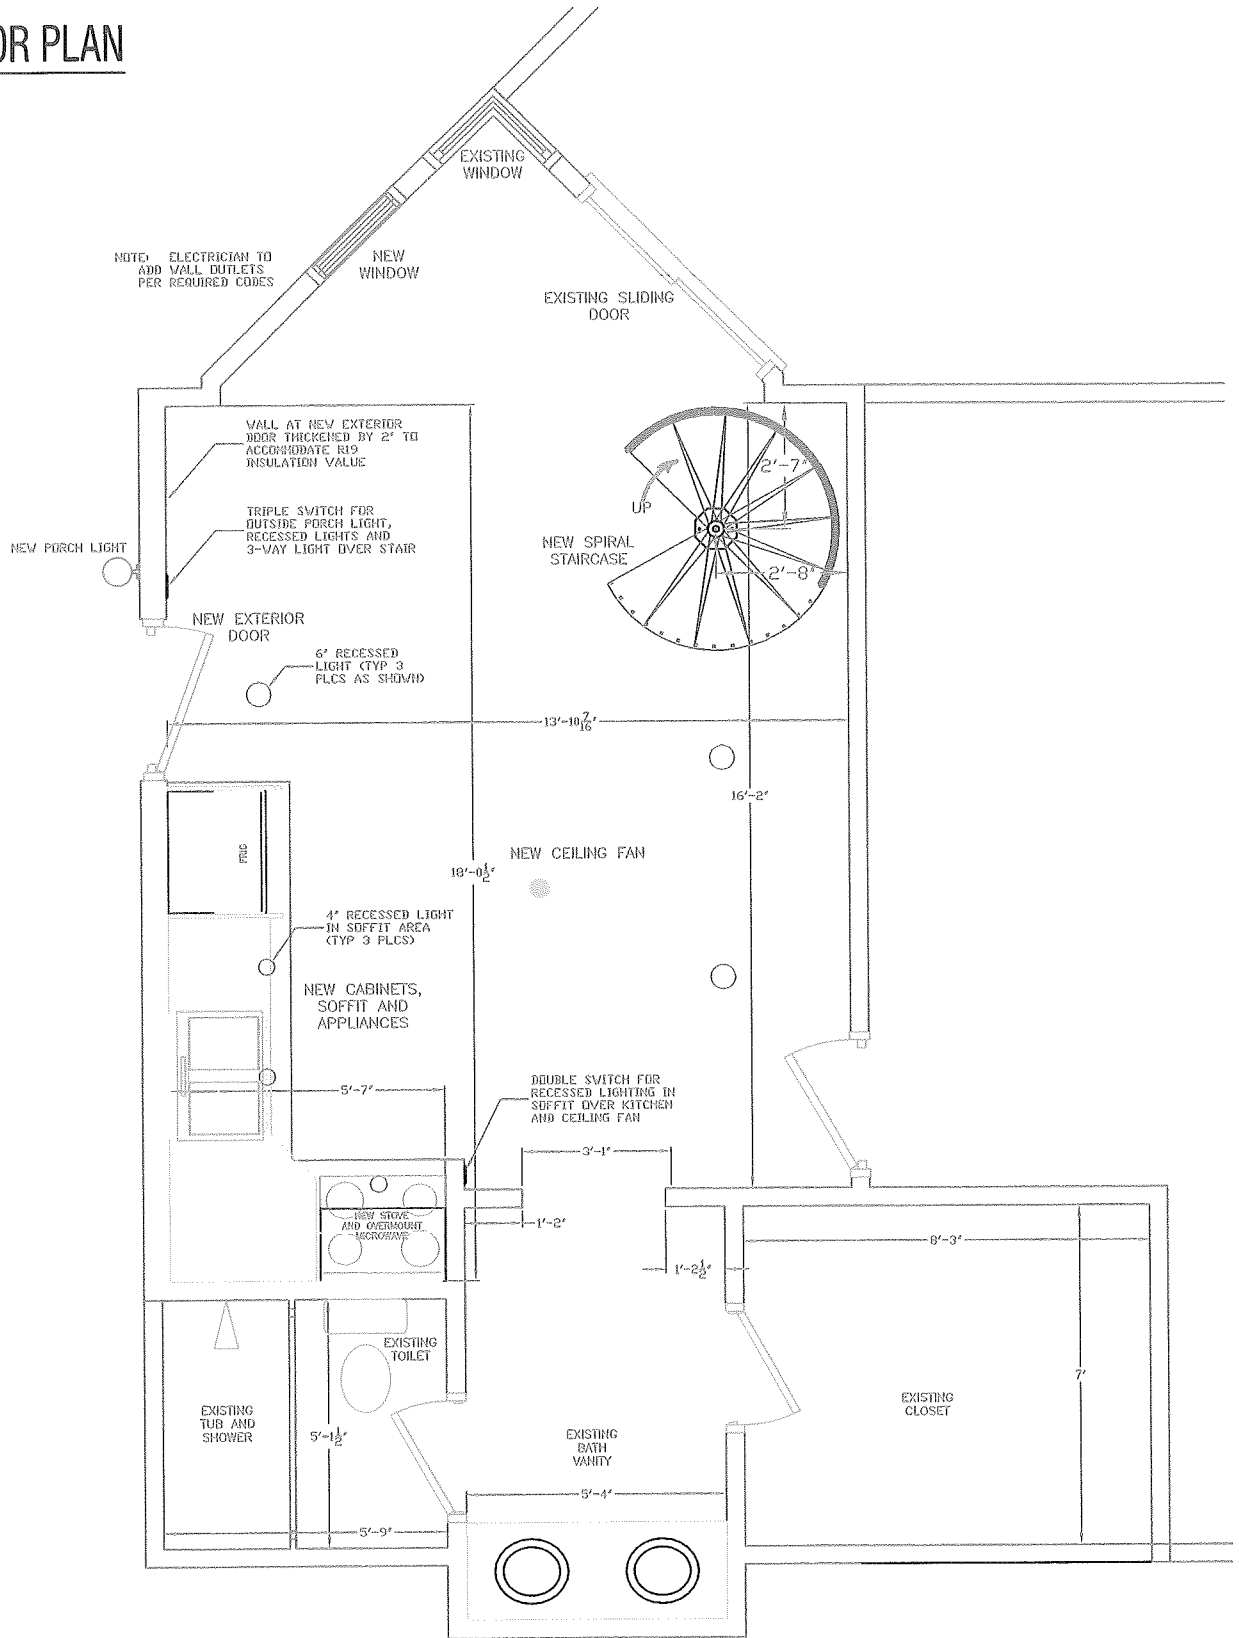 OR PLAN
EXISTING
WINDOW
NOTE: ELECTRICIAN TO
ADD WALL OUTLETS
PER REQUIRED CODES
NEW
WINDOW
EXISTING SLIDING
DOOR
WALL AT NEW EXTERIOR
DOOR THICKENED BY 2" TO
ACCOMMODATE R19
INSULATION VALUE
2'-7"
UP
TRIPLE SWITCH FOR
OUTSIDE PORCH LIGHT,
RECESSED LIGHTS AND
3-WAY LIGHT OVER STAIR
NEW PORCH LIGHT
NEW SPIRAL
STAIRCASE
2'-8"
NEW EXTERIOR
DOOR
6" RECESSED
LIGHT (TYP 3
PLCS AS SHOWN)
13'-10 7/16"
16'-2"
FRIG
NEW CEILING FAN
18'-0 1/2"
4" RECESSED LIGHT
IN SOFFIT AREA
(TYP 3 PLCS)
NEW CABINETS,
SOFFIT AND
APPLIANCES
5'-7"
DOUBLE SWITCH FOR
RECESSED LIGHTING IN
SOFFIT OVER KITCHEN
AND CEILING FAN
3'-1"
NEW STOVE
AND OVERMOUNT
MICROWAVE
1'-2"
8'-3"
1'-2 1/2"
EXISTING
TOILET
7'
EXISTING
TUB AND
SHOWER
5'-1 1/2"
EXISTING
CLOSET
EXISTING
BATH
VANITY
5'-4"
5'-9"